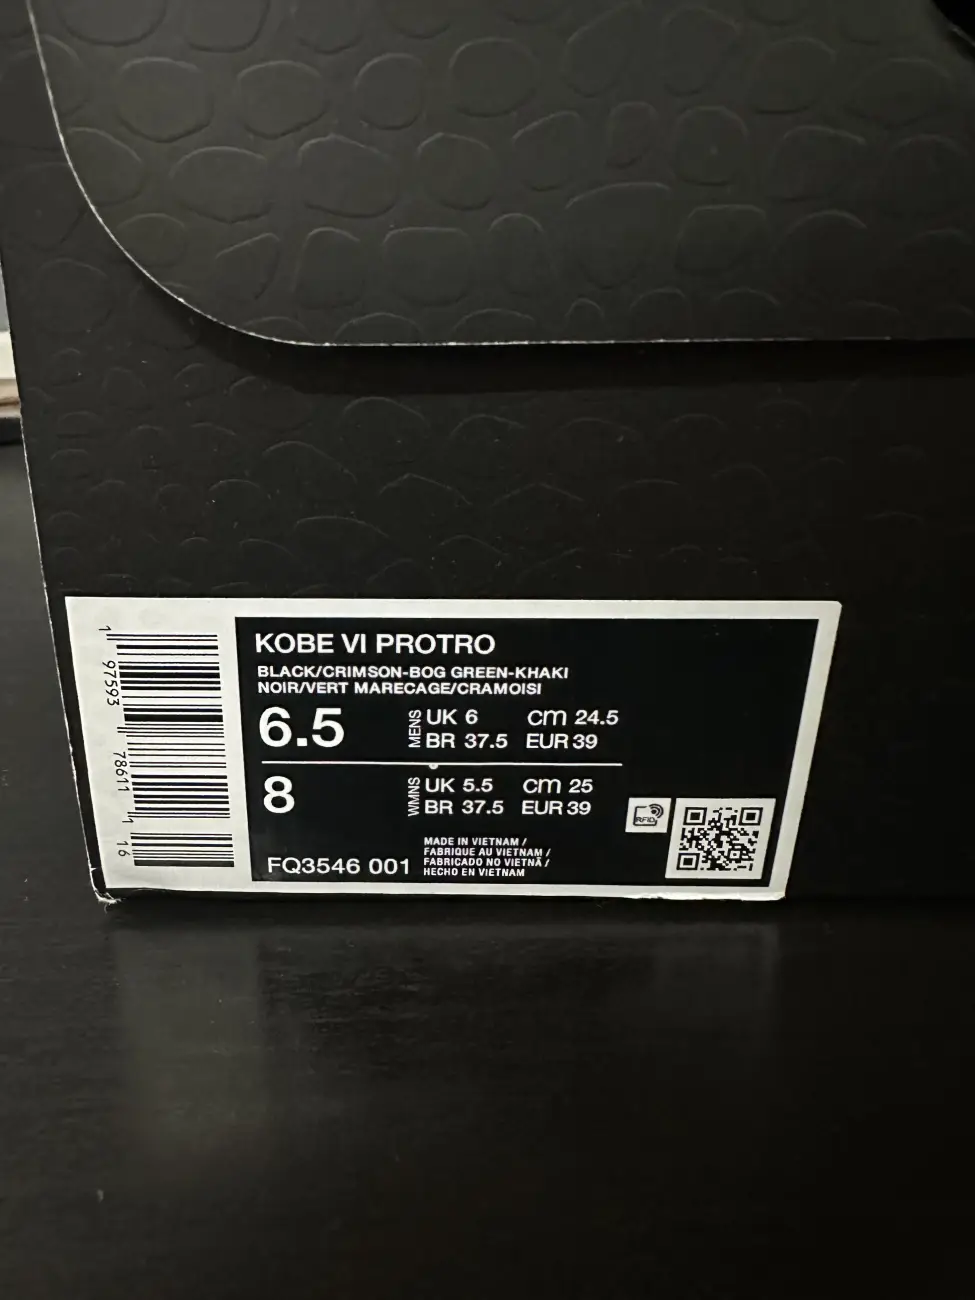 KOBE VI PROTRO
BLACK/CRIMSON-BOG GREEN-KHAKI
NOIR/VERT MARECAGE/CRAMOISI
6.5 MENS UK 6 cm 24.5
BR 37.5 EUR 39
8 WMNS UK 5.5 cm 25
BR 37.5 EUR 39
FQ3546 001
MADE IN VIETNAM /
FABRIQUE AU VIETNAM /
FABRICADO NO VIETNÃ /
HECHO EN VIETNAM
RFID
1 97593 78611 1 16